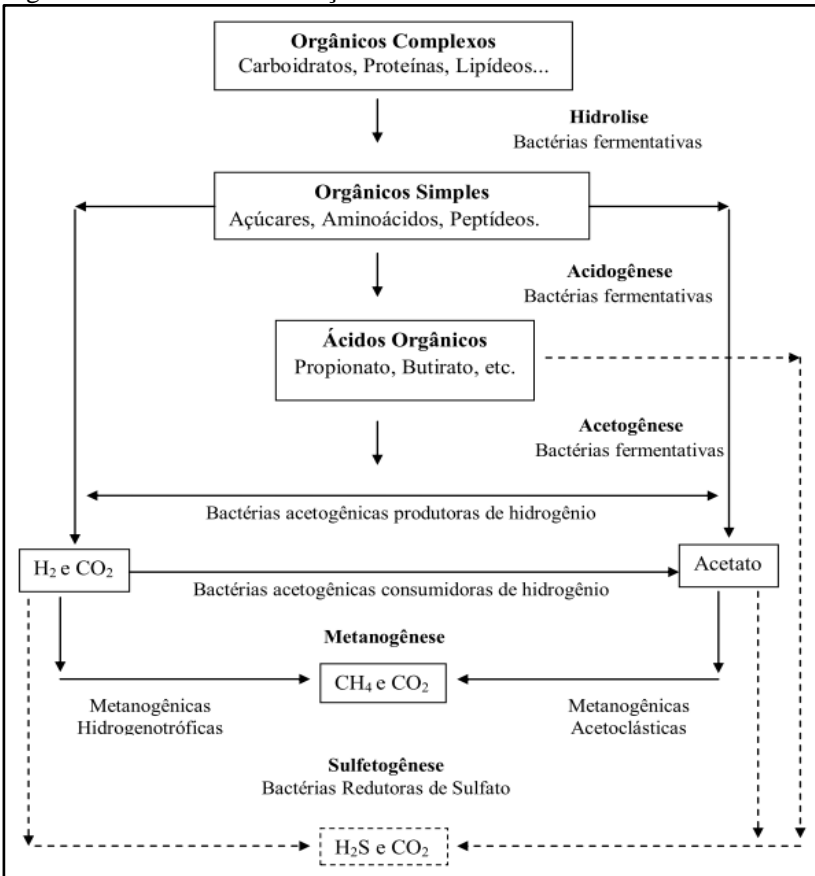 Orgânicos Complexos
Carboidratos, Proteínas, Lipídeos...
Hidrolise
Bactérias fermentativas
Orgânicos Simples
Açúcares, Aminoácidos, Peptídeos.
Acidogênese
Bactérias fermentativas
Ácidos Orgânicos
Propionato, Butirato, etc.
Acetogênese
Bactérias fermentativas
Bactérias acetogênicas produtoras de hidrogênio
H₂ e CO₂
Acetato
Bactérias acetogênicas consumidoras de hidrogênio
Metanogênese
CH₄ e CO₂
Metanogênicas
Hidrogenotróficas
Metanogênicas
Acetoclásticas
Sulfetogênese
Bactérias Redutoras de Sulfato
H₂S e CO₂